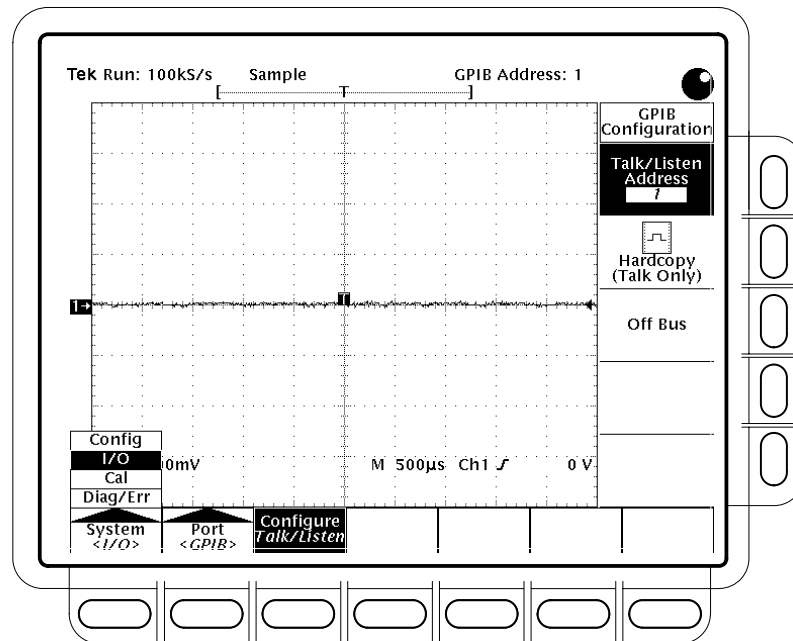 Tek Run: 100kS/s Sample GPIB Address: 1
[ T ]
GPIB
Configuration
Talk/Listen
Address
1
Hardcopy
(Talk Only)
Off Bus
1→
T
Config
I/O
Cal
Diag/Err
0mV M 500µs Ch1 0 V
System
<I/O>
Port
<GPIB>
Configure
Talk/Listen